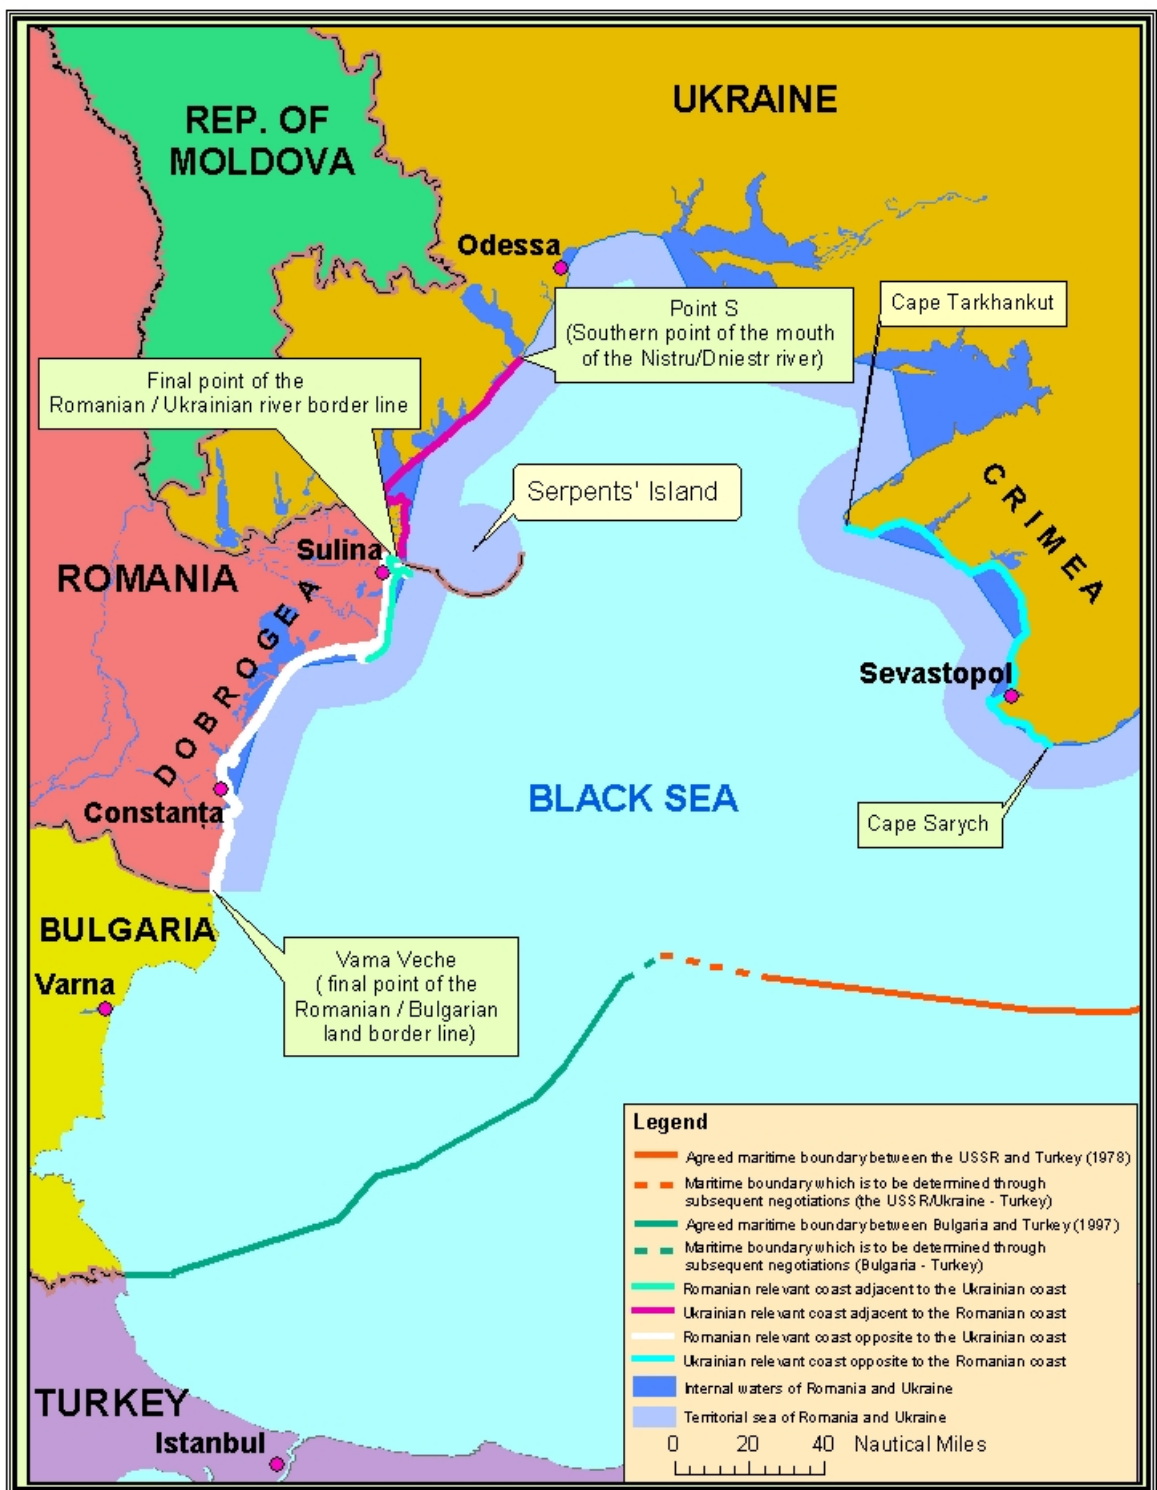 UKRAINE
REP. OF
MOLDOVA
Odessa
Point S
(Southern point of the mouth
of the Nistru/Dniestr river)
Cape Tarkhankut
Final point of the
Romanian / Ukrainian river border line
Serpents' Island
CRIMEA
Sulina
ROMANIA
DOBROGEA
Sevastopol
BLACK SEA
Constanta
Cape Sarych
BULGARIA
Vama Veche
( final point of the
Romanian / Bulgarian
land border line)
Varna
Legend
Agreed maritime boundary between the USSR and Turkey (1978)
Maritime boundary which is to be determined through
subsequent negotiations (the USSR/Ukraine - Turkey)
Agreed maritime boundary between Bulgaria and Turkey (1997)
Maritime boundary which is to be determined through
subsequent negotiations (Bulgaria - Turkey)
Romanian relevant coast adjacent to the Ukrainian coast
Ukrainian relevant coast adjacent to the Romanian coast
Romanian relevant coast opposite to the Ukrainian coast
Ukrainian relevant coast opposite to the Romanian coast
Internal waters of Romania and Ukraine
Territorial sea of Romania and Ukraine
0 20 40 Nautical Miles
TURKEY
Istanbul